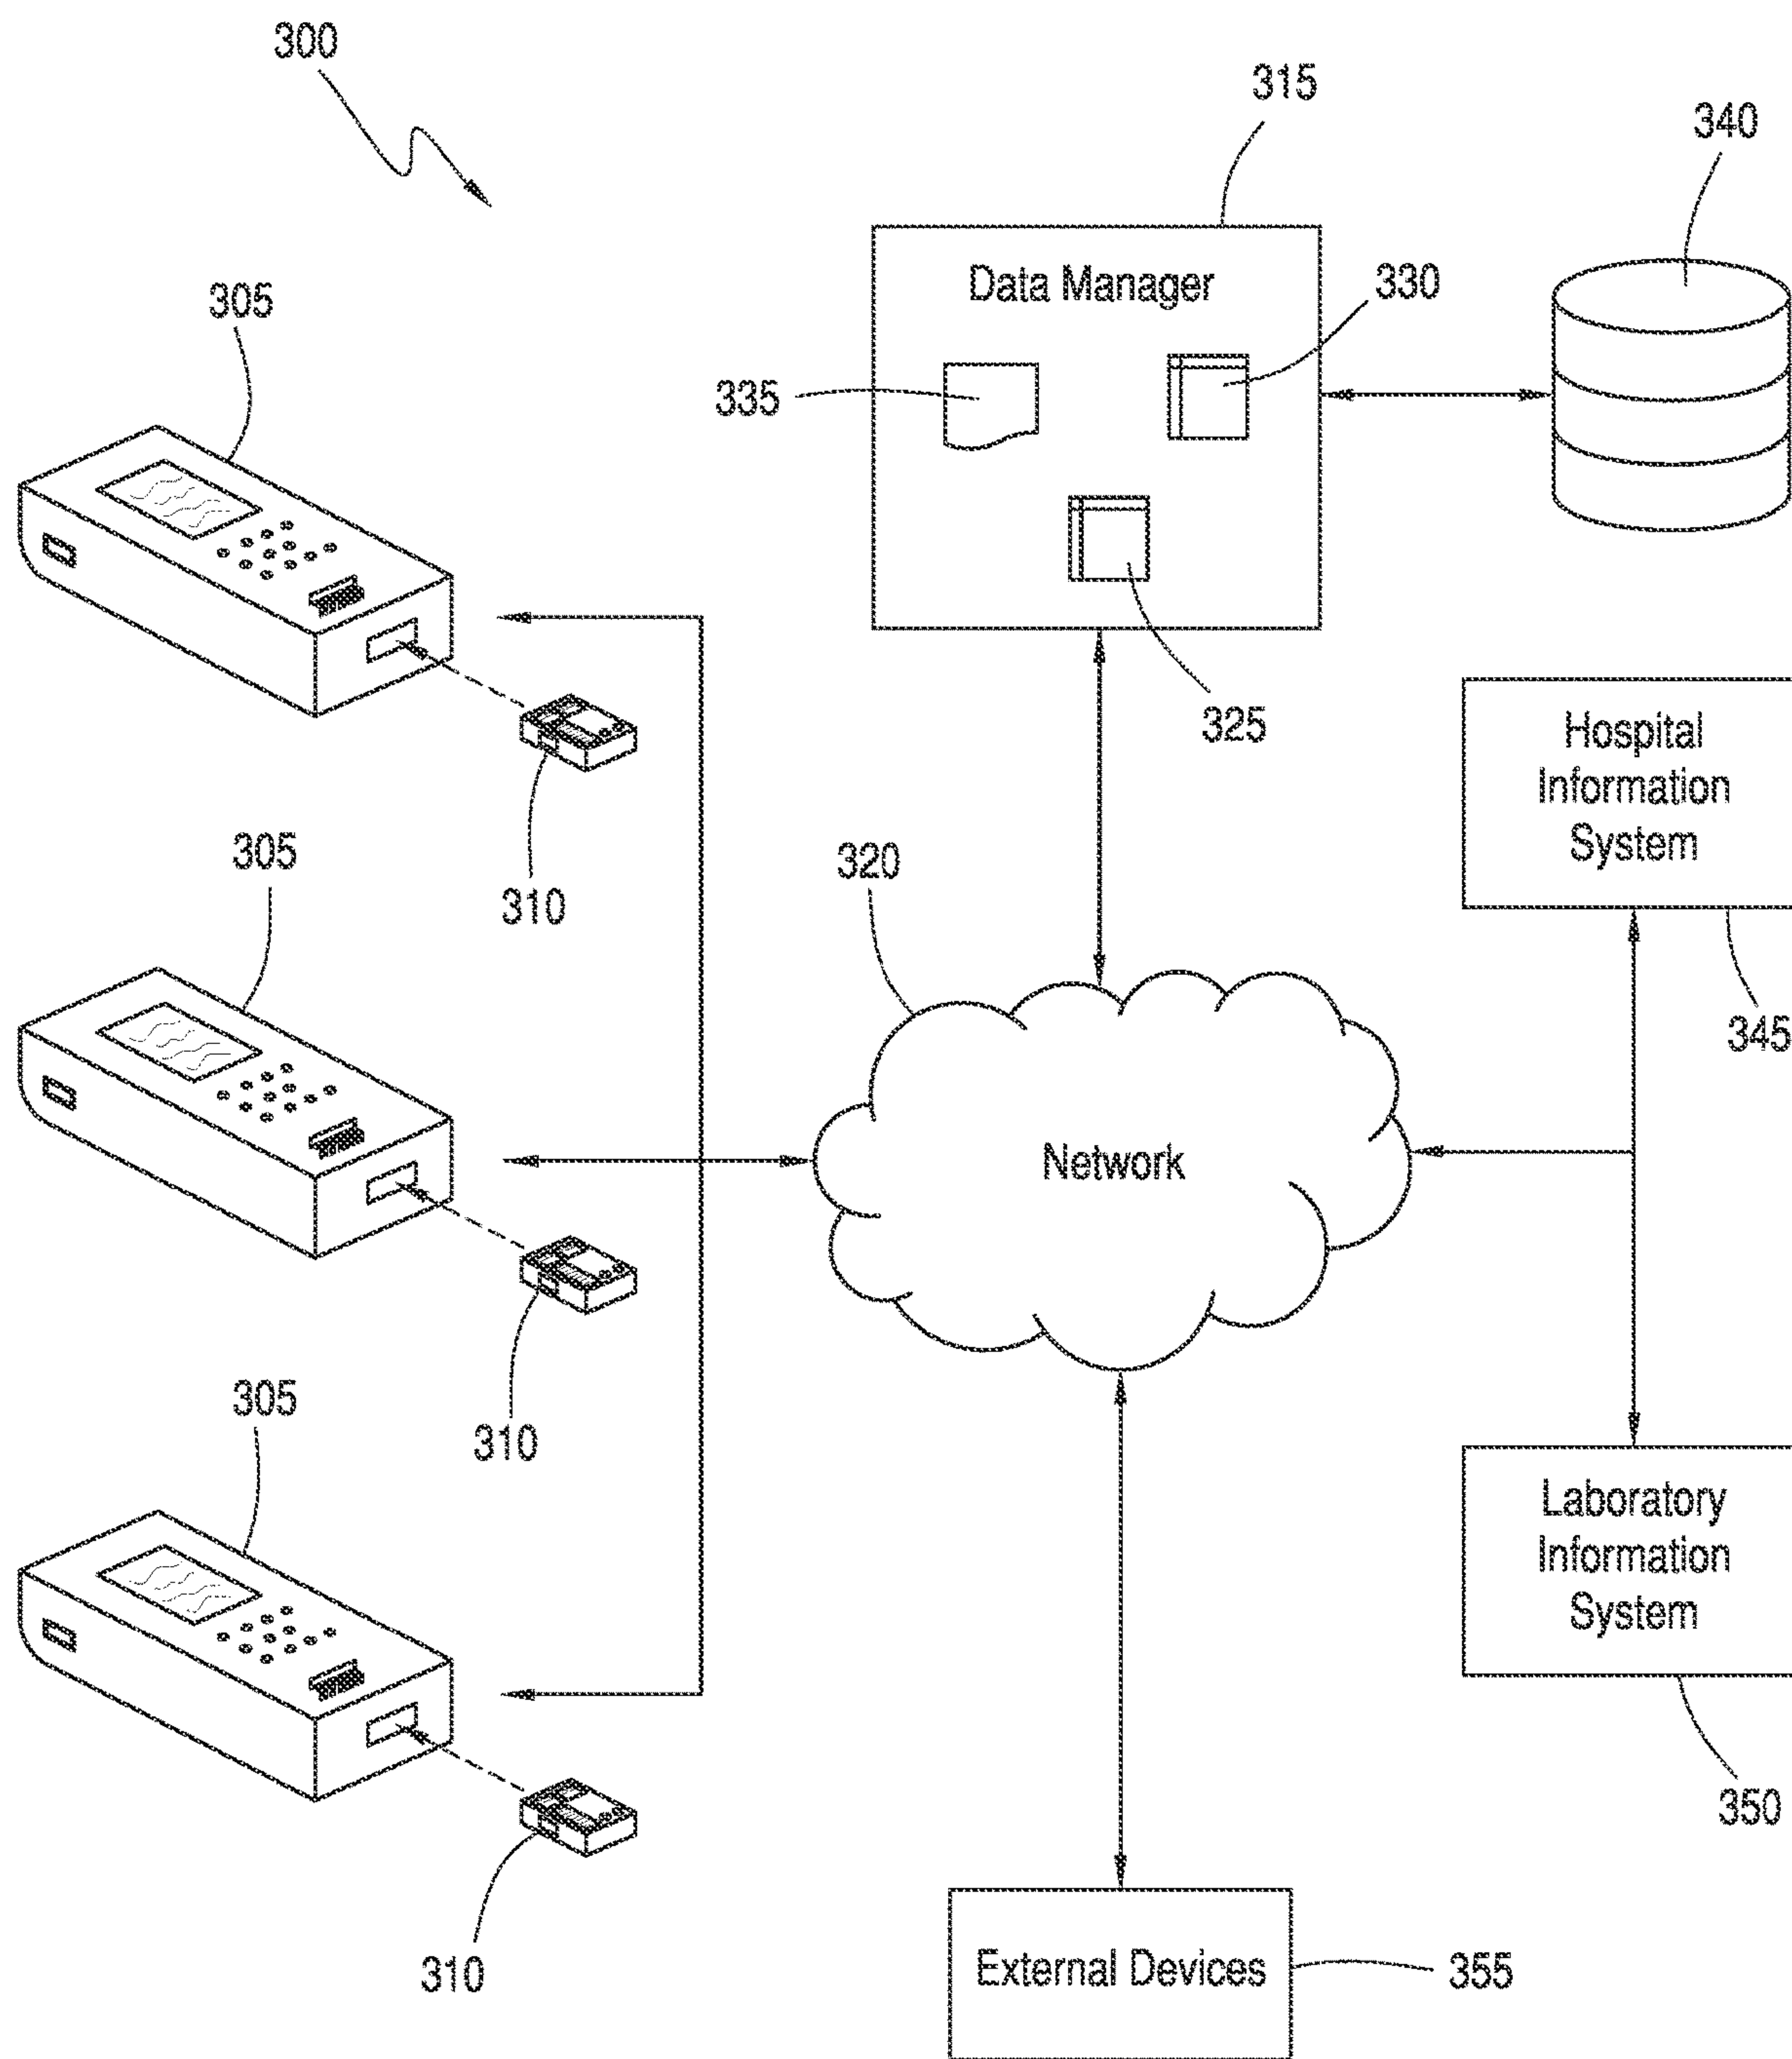 300
315
340
305
Data Manager
330
335
325
310
Hospital
Information
System
345
305
320
Network
310
305
Laboratory
Information
System
350
310
External Devices
355